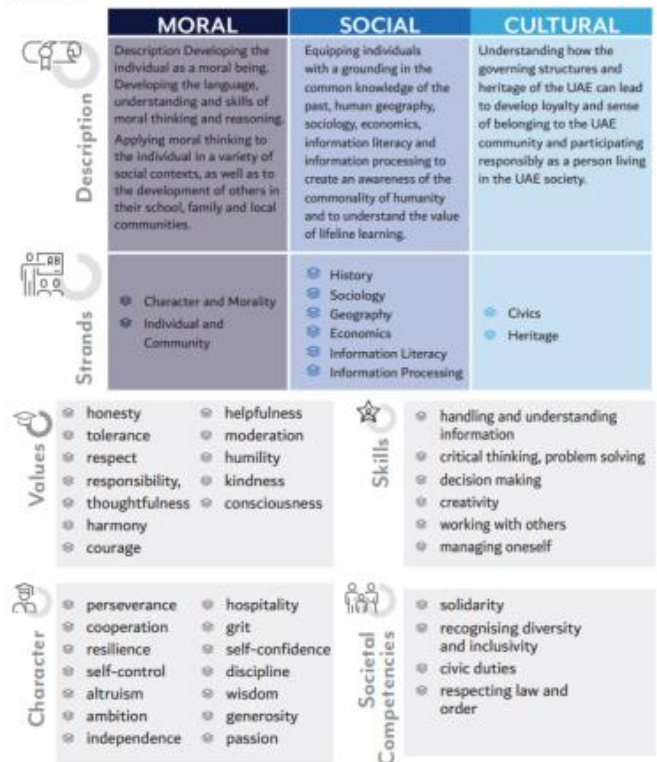 MORAL
SOCIAL
CULTURAL
Description
Description Developing the
individual as a moral being.
Developing the language,
understanding and skills of
moral thinking and reasoning.
Applying moral thinking to
the individual in a variety of
social contexts, as well as to
the development of others in
their school, family and local
communities.
Equipping individuals
with a grounding in the
common knowledge of the
past, human geography,
sociology, economics,
information literacy and
information processing to
create an awareness of the
commonality of humanity
and to understand the value
of lifeline learning.
Understanding how the
governing structures and
heritage of the UAE can lead
to develop loyalty and sense
of belonging to the UAE
community and participating
responsibly as a person living
in the UAE society.
Strands
Character and Morality
Individual and
Community
History
Sociology
Geography
Economics
Information Literacy
Information Processing
Civics
Heritage
Values
honesty
tolerance
respect
responsibility,
thoughtfulness
harmony
courage
helpfulness
moderation
humility
kindness
consciousness
Skills
handling and understanding
information
critical thinking, problem solving
decision making
creativity
working with others
managing oneself
Character
perseverance
cooperation
resilience
self-control
altruism
ambition
independence
hospitality
grit
self-confidence
discipline
wisdom
generosity
passion
Societal
Competencies
solidarity
recognising diversity
and inclusivity
civic duties
respecting law and
order